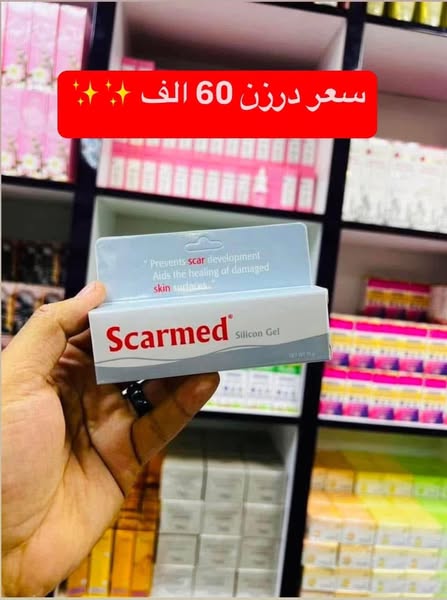 سعر درزن 60 الف ✨✨
" Prevents scar development
Aids the healing of damaged
skin surfaces. "
Scarmed®
Silicon Gel